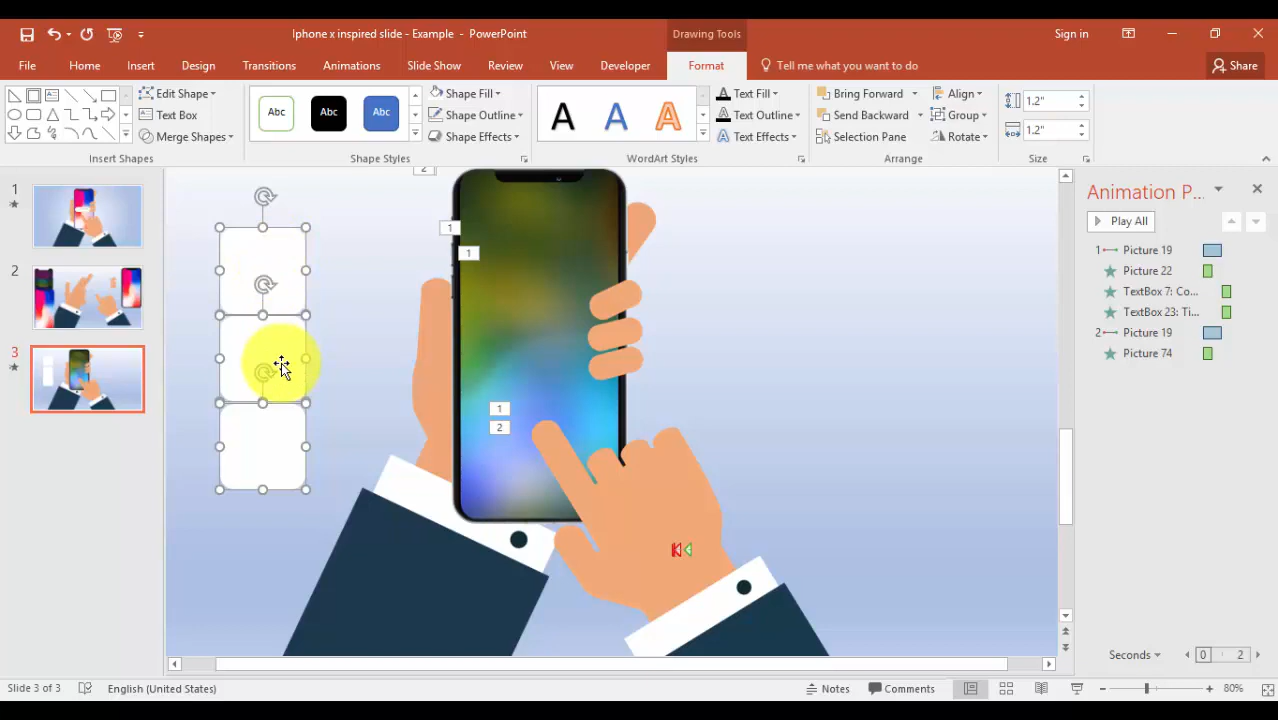 Iphone x inspired slide - Example - PowerPoint
Drawing Tools
Sign in
File Home Insert Design Transitions Animations Slide Show Review View Developer Format Tell me what you want to do Share
Edit Shape
Text Box
Merge Shapes
Insert Shapes
Abc Abc Abc
Shape Fill
Shape Outline
Shape Effects
Shape Styles
A A A
Text Fill
Text Outline
Text Effects
WordArt Styles
Bring Forward
Send Backward
Selection Pane
Align
Group
Rotate
Arrange
1.2"
1.2"
Size
1
2
3
2
1
1
1
2
Animation P...
Play All
1 Picture 19
Picture 22
TextBox 7: Co...
TextBox 23: Ti...
2 Picture 19
Picture 74
Seconds 0 2
Slide 3 of 3 English (United States) Notes Comments 80%